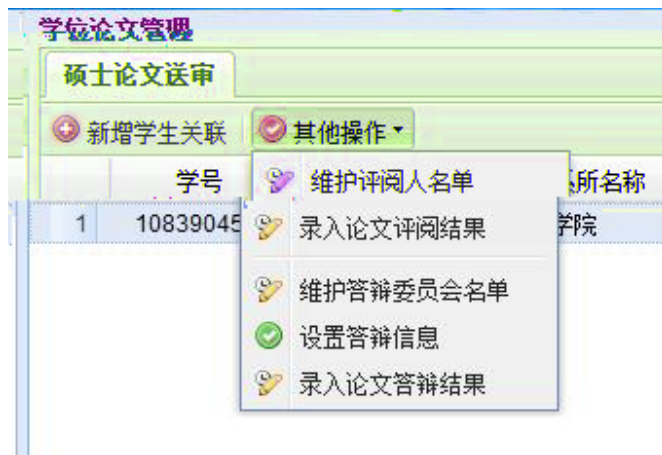 学位论文管理
硕士论文送审
新增学生关联 其他操作
学号 系所名称
1 10839045 学院
维护评阅人名单
录入论文评阅结果
维护答辩委员会名单
设置答辩信息
录入论文答辩结果